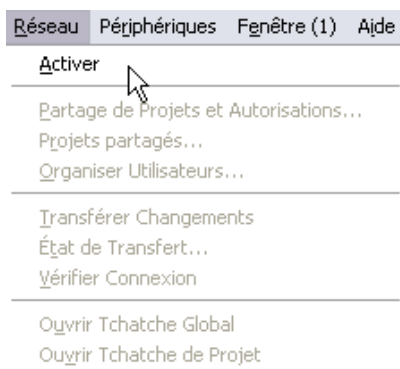 Réseau Périphériques Fenêtre (1) Aide
Activer
Partage de Projets et Autorisations...
Projets partagés...
Organiser Utilisateurs...
Transférer Changements
État de Transfert...
Vérifier Connexion
Ouvrir Tchatche Global
Ouvrir Tchatche de Projet